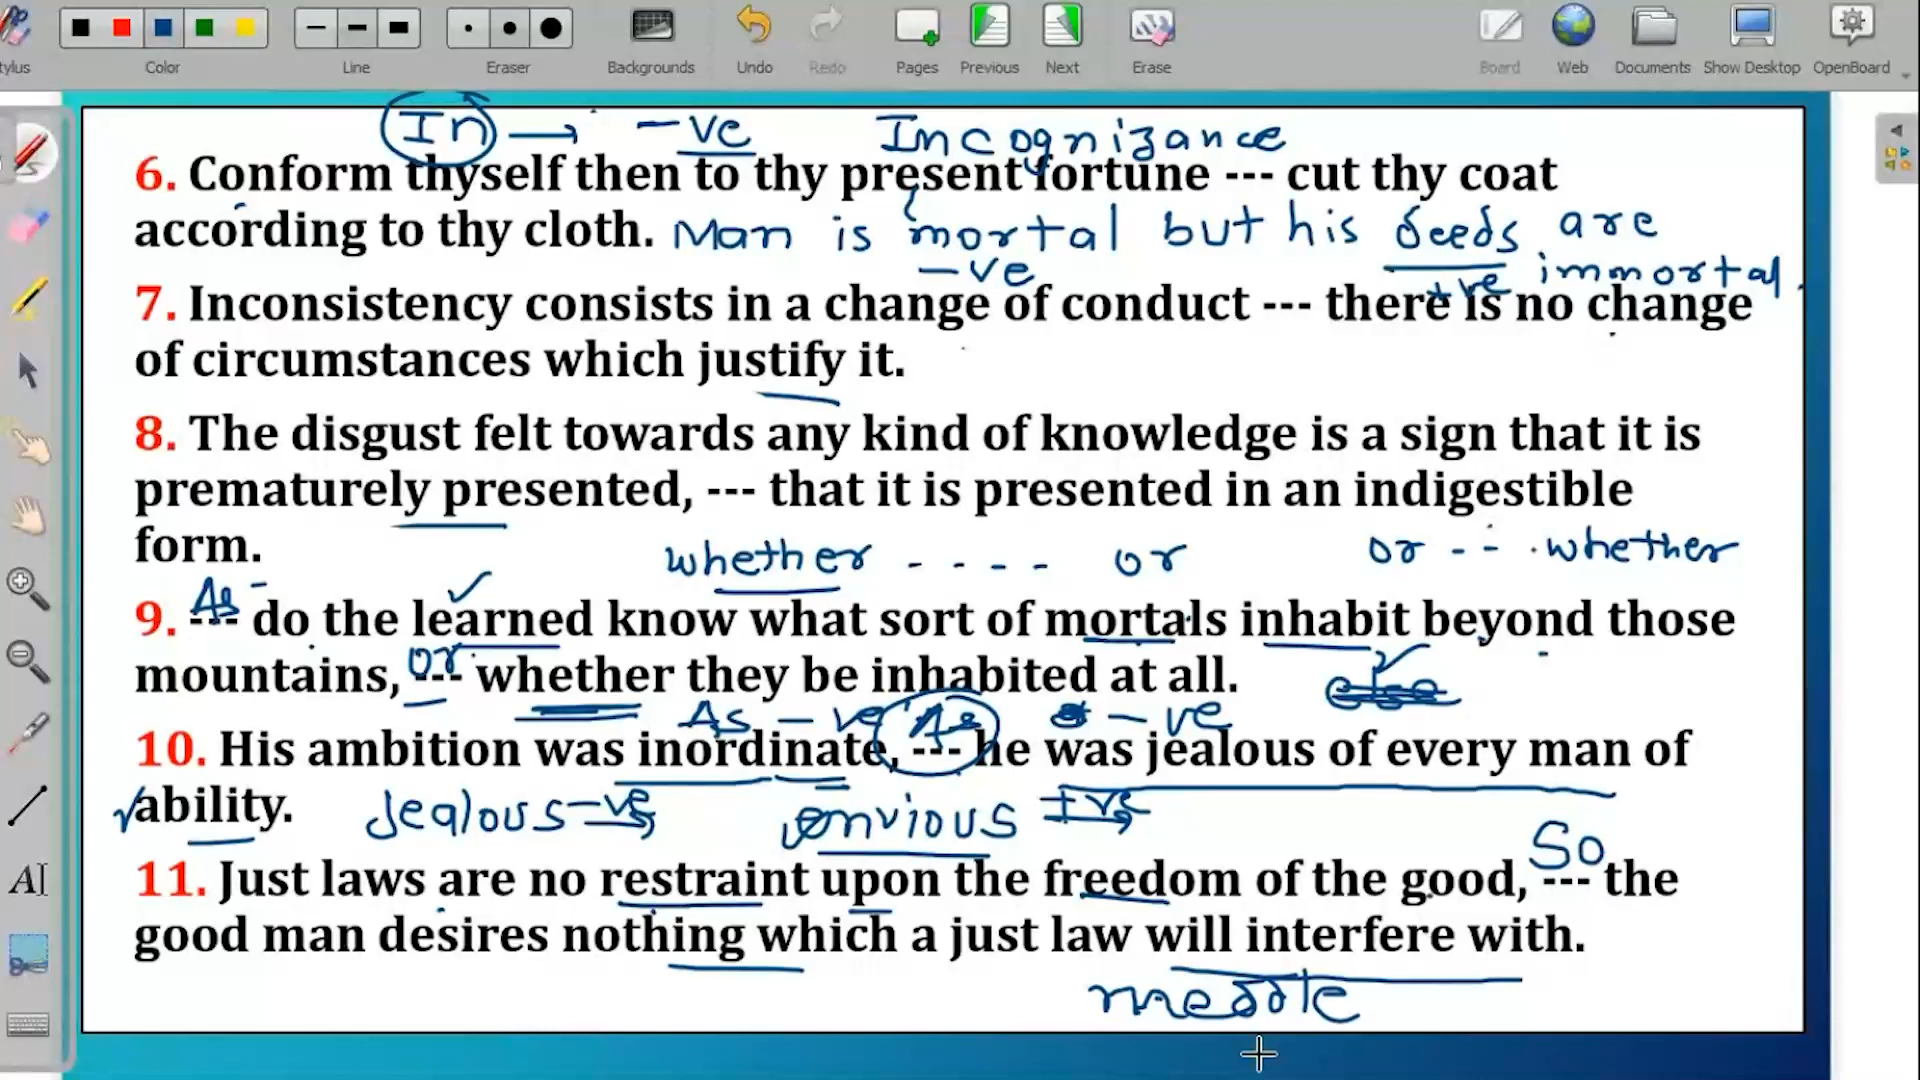 tylus
Color
Line
Eraser
Backgrounds
Undo
Redo
Pages
Previous
Next
Erase
Board
Web
Documents
Show Desktop
OpenBoard
In → -ve Incognizance
6. Conform thyself then to thy present fortune --- cut thy coat
according to thy cloth. Man is mortal but his deeds are
-ve +ve immortal.
7. Inconsistency consists in a change of conduct --- there is no change
of circumstances which justify it.
8. The disgust felt towards any kind of knowledge is a sign that it is
prematurely presented, --- that it is presented in an indigestible
form.
whether - - - - or or - - . whether
As
9. --- do the learned know what sort of mortals inhabit beyond those
or
mountains, --- whether they be inhabited at all.
As -ve As -ve
10. His ambition was inordinate, --- he was jealous of every man of
ability. Jealous -ve envious +ve
So
11. Just laws are no restraint upon the freedom of the good, --- the
good man desires nothing which a just law will interfere with.
meddle
AI